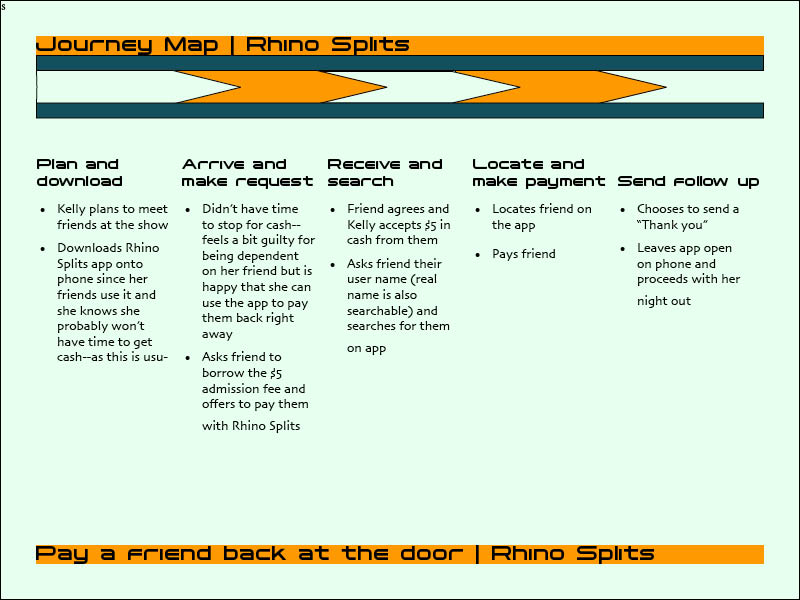 s
Journey Map | Rhino Splits
Plan and
download
• Kelly plans to meet
friends at the show
• Downloads Rhino
Splits app onto
phone since her
friends use it and
she knows she
probably won't
have time to get
cash--as this is usu-
Arrive and
make request
• Didn't have time
to stop for cash--
feels a bit guilty for
being dependent
on her friend but is
happy that she can
use the app to pay
them back right
away
• Asks friend to
borrow the $5
admission fee and
offers to pay them
with Rhino Splits
Receive and
search
• Friend agrees and
Kelly accepts $5 in
cash from them
• Asks friend their
user name (real
name is also
searchable) and
searches for them
on app
Locate and
make payment
• Locates friend on
the app
• Pays friend
Send follow up
• Chooses to send a
“Thank you”
• Leaves app open
on phone and
proceeds with her
night out
Pay a friend back at the door | Rhino Splits